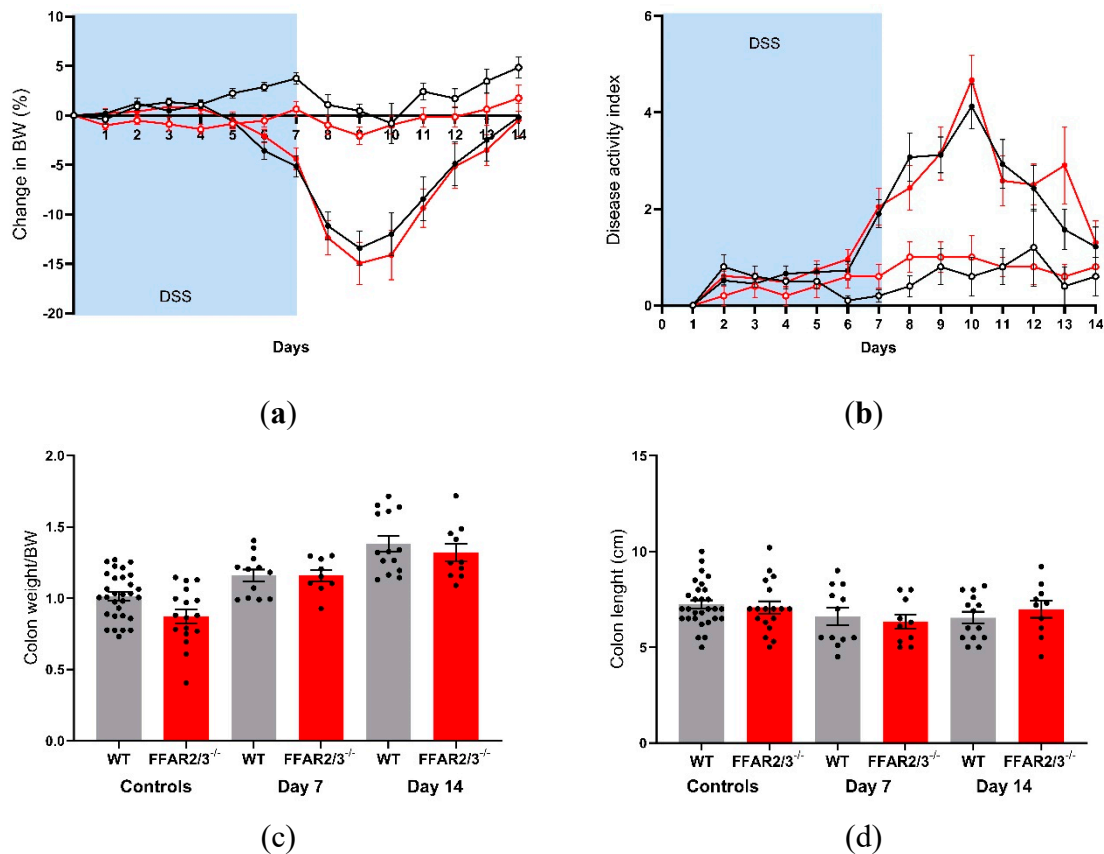 Change in BW (%)
10
5
0
-5
-10
-15
-20
DSS
1 2 3 4 5 6 7 8 10 11 12 13 14
Days
(a)
Disease activity index
6
4
2
0
DSS
0 1 2 3 4 5 6 7 8 9 10 11 12 13 14
Days
(b)
Colon weight/BW
2.0
1.5
1.0
0.5
0.0
WT FFAR2/3-/- WT FFAR2/3-/- WT FFAR2/3-/-
Controls Day 7 Day 14
(c)
Colon lenght (cm)
15
10
5
0
WT FFAR2/3-/- WT FFAR2/3-/- WT FFAR2/3-/-
Controls Day 7 Day 14
(d)